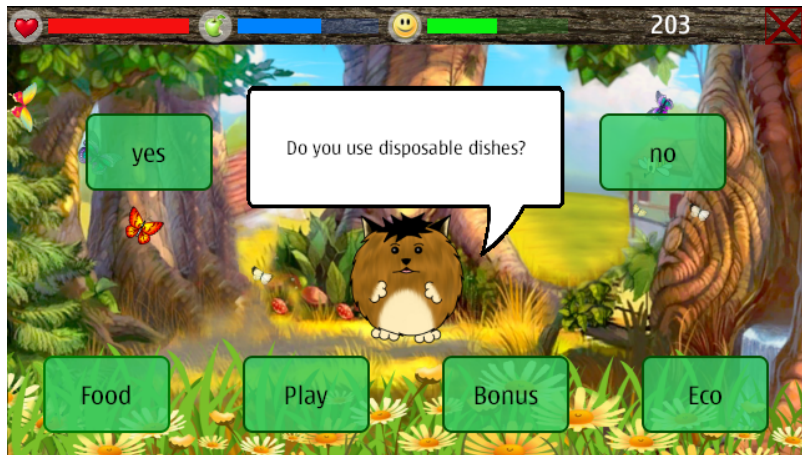 203
Do you use disposable dishes?
yes
no
Food
Play
Bonus
Eco